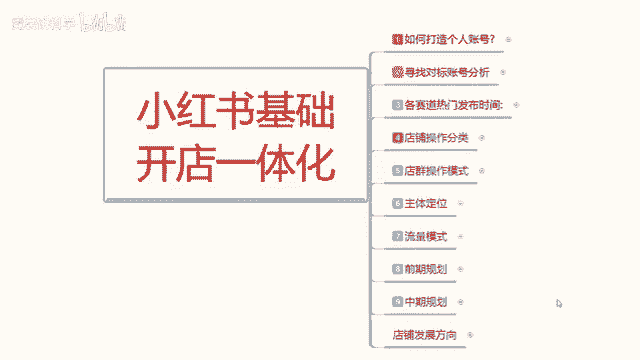 小红书基础
开店一体化
1 如何打造个人账号?
2 寻找对标账号分析
3 各赛道热门发布时间:
4 店铺操作分类
5 店群操作模式
6 主体定位
7 流量模式
8 前期规划
9 中期规划
店铺发展方向